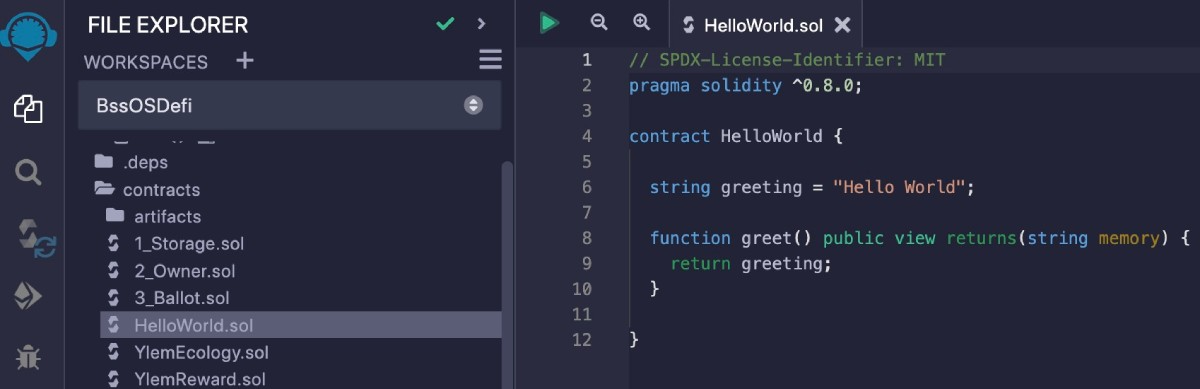 FILE EXPLORER
WORKSPACES
BssOSDefi
.deps
contracts
artifacts
1_Storage.sol
2_Owner.sol
3_Ballot.sol
HelloWorld.sol
YlemEcology.sol
YlemReward.sol
HelloWorld.sol
1 // SPDX-License-Identifier: MIT
2 pragma solidity ^0.8.0;
3
4 contract HelloWorld {
5
6 string greeting = "Hello World";
7
8 function greet() public view returns(string memory) {
9 return greeting;
10 }
11
12 }